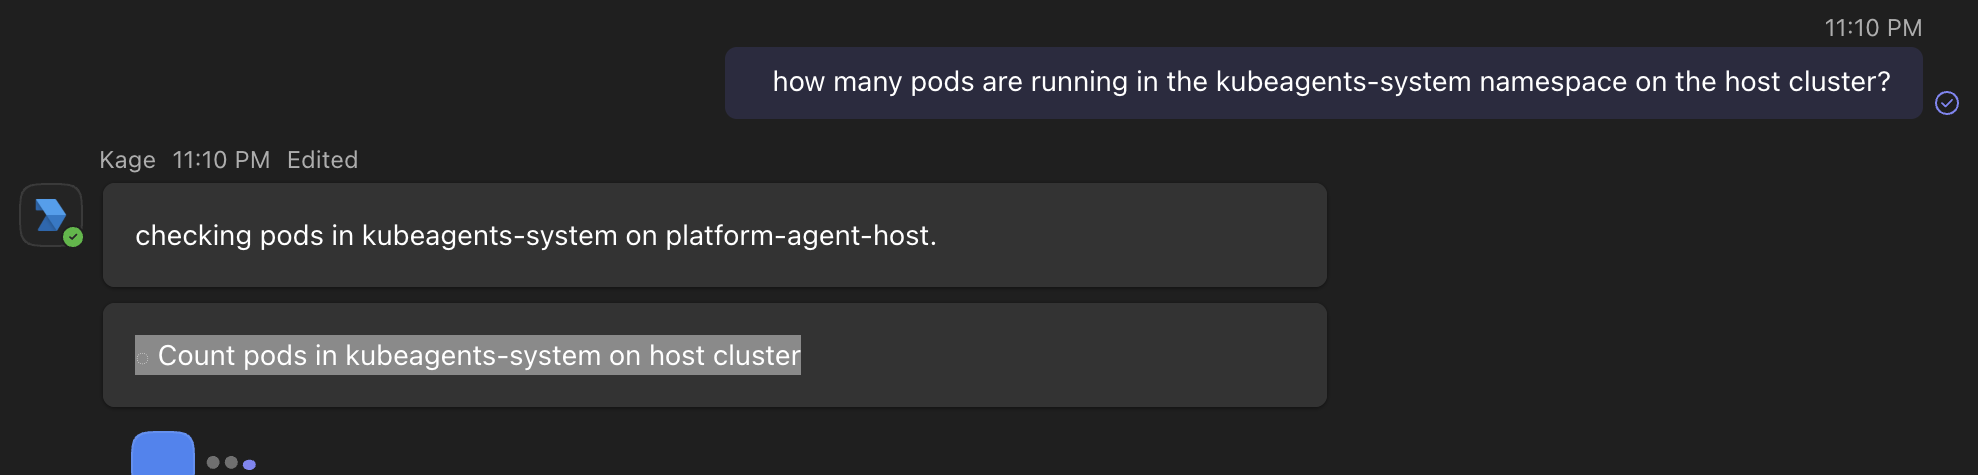 11:10 PM
how many pods are running in the kubeagents-system namespace on the host cluster?
Kage 11:10 PM Edited
checking pods in kubeagents-system on platform-agent-host.
◌ Count pods in kubeagents-system on host cluster